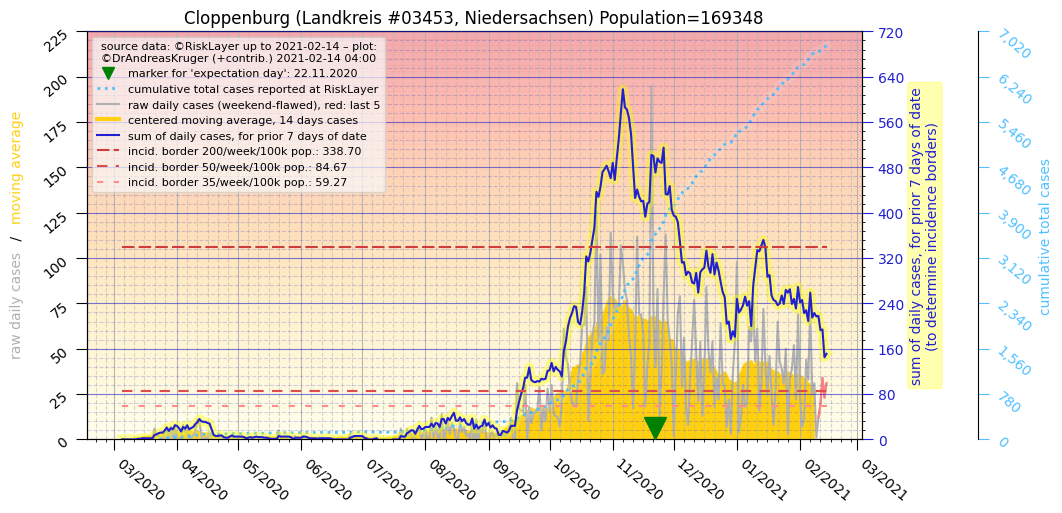 Cloppenburg (Landkreis #03453, Niedersachsen) Population=169348
source data: ©RiskLayer up to 2021-02-14 – plot:
©DrAndreasKruger (+contrib.) 2021-02-14 04:00
marker for 'expectation day': 22.11.2020
cumulative total cases reported at RiskLayer
raw daily cases (weekend-flawed), red: last 5
centered moving average, 14 days cases
sum of daily cases, for prior 7 days of date
incid. border 200/week/100k pop.: 338.70
incid. border 50/week/100k pop.: 84.67
incid. border 35/week/100k pop.: 59.27
raw daily cases / moving average
225
200
175
150
125
100
75
50
25
0
03/2020
04/2020
05/2020
06/2020
07/2020
08/2020
09/2020
10/2020
11/2020
12/2020
01/2021
02/2021
03/2021
720
640
560
480
400
320
240
160
80
0
sum of daily cases, for prior 7 days of date
(to determine incidence borders)
7,020
6,240
5,460
4,680
3,900
3,120
2,340
1,560
780
0
cumulative total cases